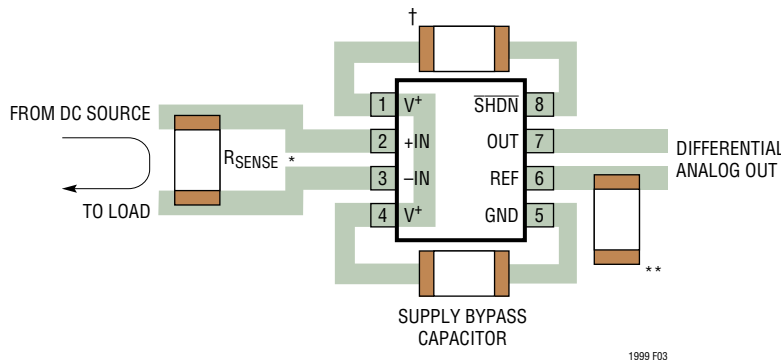 †
FROM DC SOURCE
TO LOAD
RSENSE *
1 V+
2 +IN
3 –IN
4 V+
SHDN 8
OUT 7
REF 6
GND 5
DIFFERENTIAL
ANALOG OUT
**
SUPPLY BYPASS
CAPACITOR
1999 F03